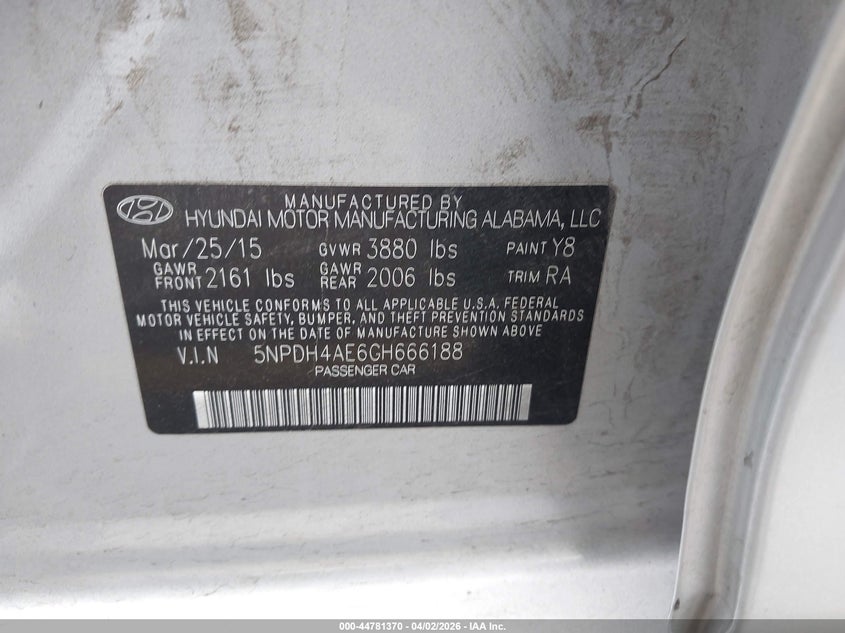 MANUFACTURED BY
HYUNDAI MOTOR MANUFACTURING ALABAMA, LLC
Mar/25/15 GVWR 3880 lbs PAINT Y8
GAWR FRONT 2161 lbs GAWR REAR 2006 lbs TRIM RA
THIS VEHICLE CONFORMS TO ALL APPLICABLE U.S.A. FEDERAL
MOTOR VEHICLE SAFETY, BUMPER, AND THEFT PREVENTION STANDARDS
IN EFFECT ON THE DATE OF MANUFACTURE SHOWN ABOVE.
V.I.N 5NPDH4AE6GH666188
PASSENGER CAR
000-44781370 | 04/02/2026 - IAA Inc.